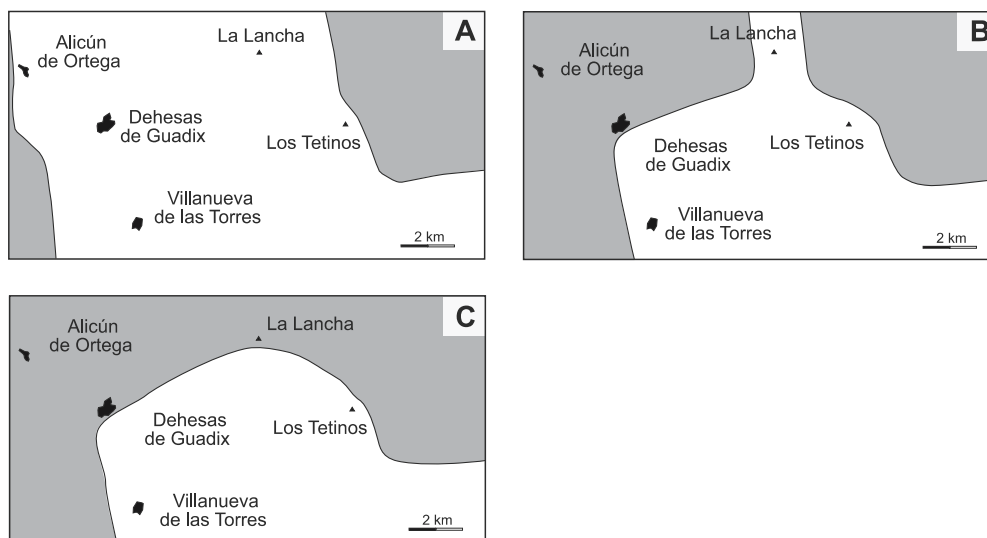 A
La Lancha
Alicún
de Ortega
Dehesas
de Guadix
Los Tetinos
Villanueva
de las Torres
2 km
B
La Lancha
Alicún
de Ortega
Dehesas
de Guadix
Los Tetinos
Villanueva
de las Torres
2 km
C
La Lancha
Alicún
de Ortega
Dehesas
de Guadix
Los Tetinos
Villanueva
de las Torres
2 km